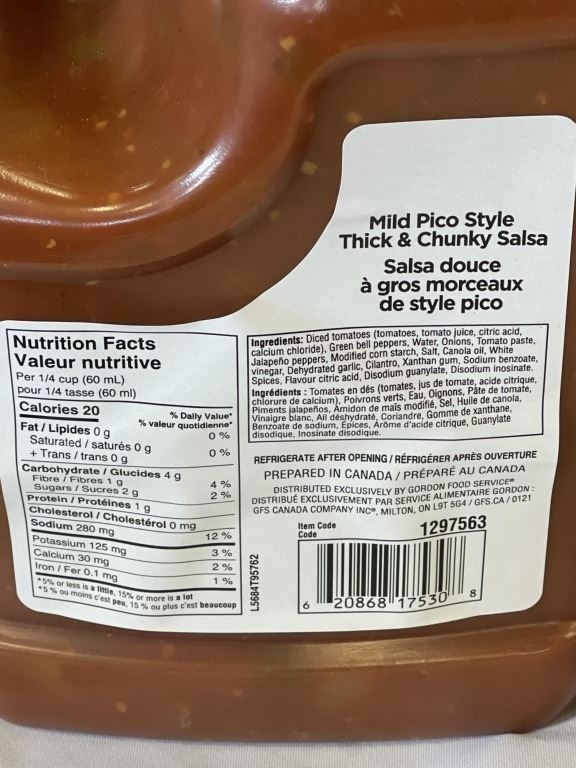 Mild Pico Style
Thick & Chunky Salsa
Salsa douce
à gros morceaux
de style pico
Nutrition Facts
Valeur nutritive
Per 1/4 cup (60 mL)
pour 1/4 tasse (60 ml)
Calories 20
% Daily Value*
% valeur quotidienne*
Fat / Lipides 0 g 0 %
Saturated / saturés 0 g
+ Trans / trans 0 g 0 %
Carbohydrate / Glucides 4 g
Fibre / Fibres 1 g 4 %
Sugars / Sucres 2 g 2 %
Protein / Protéines 1 g
Cholesterol / Cholestérol 0 mg
Sodium 280 mg 12 %
Potassium 125 mg 3 %
Calcium 30 mg 2 %
Iron / Fer 0.1 mg 1 %
*5% or less is a little, 15% or more is a lot
*5 % ou moins c'est peu, 15 % ou plus c'est beaucoup
Ingredients: Diced tomatoes (tomatoes, tomato juice, citric acid,
calcium chloride), Green bell peppers, Water, Onions, Tomato paste,
Jalapeño peppers, Modified corn starch, Salt, Canola oil, White
vinegar, Dehydrated garlic, Cilantro, Xanthan gum, Sodium benzoate,
Spices, Flavour citric acid, Disodium guanylate, Disodium inosinate.
Ingrédients : Tomates en dés (tomates, jus de tomate, acide citrique,
chlorure de calcium), Poivrons verts, Eau, Oignons, Pâte de tomate,
Piments jalapeños, Amidon de maïs modifié, Sel, Huile de canola,
Vinaigre blanc, Ail déshydraté, Coriandre, Gomme de xanthane,
Benzoate de sodium, Épices, Arôme d'acide citrique, Guanylate
disodique, Inosinate disodique.
REFRIGERATE AFTER OPENING / RÉFRIGÉRER APRÈS OUVERTURE
PREPARED IN CANADA / PRÉPARÉ AU CANADA
DISTRIBUTED EXCLUSIVELY BY GORDON FOOD SERVICE®
DISTRIBUÉ EXCLUSIVEMENT PAR SERVICE ALIMENTAIRE GORDON :
GFS CANADA COMPANY INC®, MILTON, ON L9T 5G4 / GFS.CA / 0121
Item Code
Code
1297563
L5684T95762
6 20868 17530 8